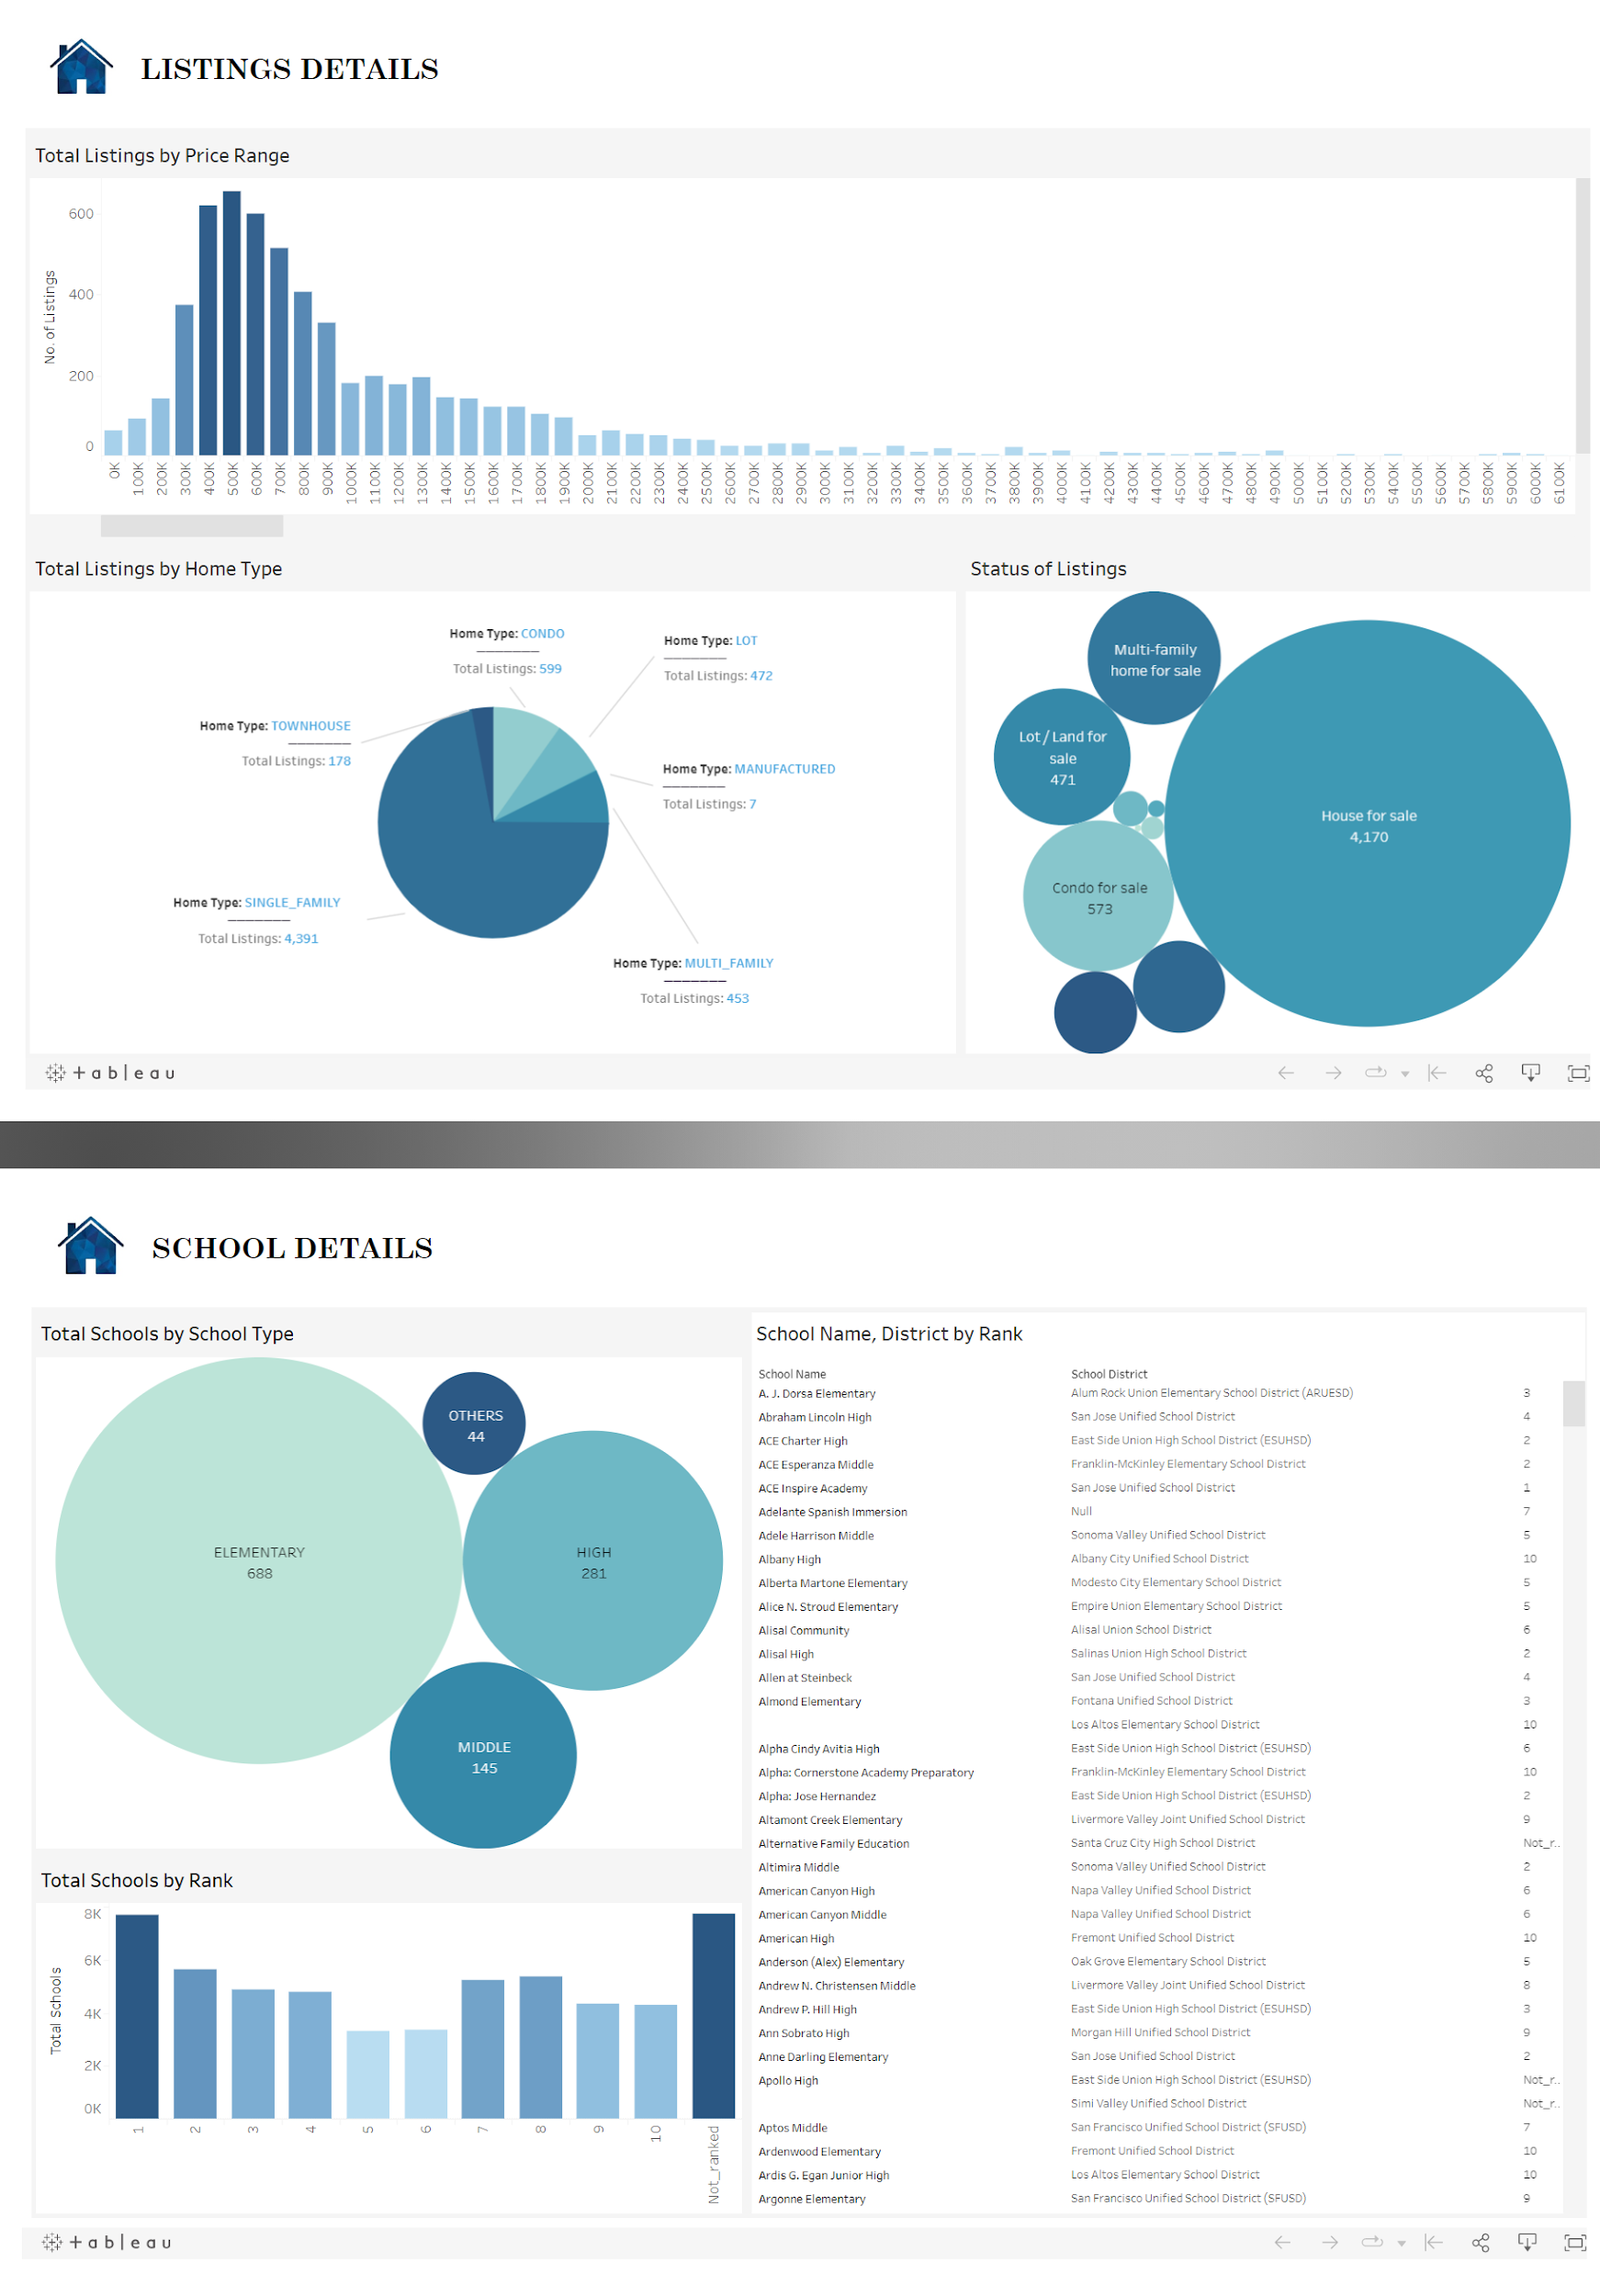 LISTINGS DETAILS
Total Listings by Price Range
No. of Listings
600
400
200
0
0K 100K 200K 300K 400K 500K 600K 700K 800K 900K 1000K 1100K 1200K 1300K 1400K 1500K 1600K 1700K 1800K 1900K 2000K 2100K 2200K 2300K 2400K 2500K 2600K 2700K 2800K 2900K 3000K 3100K 3200K 3300K 3400K 3500K 3600K 3700K 3800K 3900K 4000K 4100K 4200K 4300K 4400K 4500K 4600K 4700K 4800K 4900K 5000K 5100K 5200K 5300K 5400K 5500K 5600K 5700K 5800K 5900K 6000K 6100K
Total Listings by Home Type
Home Type: CONDO
Total Listings: 599
Home Type: LOT
Total Listings: 472
Home Type: TOWNHOUSE
Total Listings: 178
Home Type: MANUFACTURED
Total Listings: 7
Home Type: SINGLE_FAMILY
Total Listings: 4,391
Home Type: MULTI_FAMILY
Total Listings: 453
Status of Listings
Multi-family
home for sale
Lot / Land for
sale
471
House for sale
4,170
Condo for sale
573
+ a b l e a u
SCHOOL DETAILS
Total Schools by School Type
OTHERS
44
ELEMENTARY
688
HIGH
281
MIDDLE
145
Total Schools by Rank
Total Schools
8K
6K
4K
2K
0K
1 2 3 4 5 6 7 8 9 10 Not_ranked
School Name, District by Rank
School Name School District
A. J. Dorsa Elementary Alum Rock Union Elementary School District (ARUESD) 3
Abraham Lincoln High San Jose Unified School District 4
ACE Charter High East Side Union High School District (ESUHSD) 2
ACE Esperanza Middle Franklin-McKinley Elementary School District 2
ACE Inspire Academy San Jose Unified School District 1
Adelante Spanish Immersion Null 7
Adele Harrison Middle Sonoma Valley Unified School District 5
Albany High Albany City Unified School District 10
Alberta Martone Elementary Modesto City Elementary School District 5
Alice N. Stroud Elementary Empire Union Elementary School District 5
Alisal Community Alisal Union School District 6
Alisal High Salinas Union High School District 2
Allen at Steinbeck San Jose Unified School District 4
Almond Elementary Fontana Unified School District 3
Los Altos Elementary School District 10
Alpha Cindy Avitia High East Side Union High School District (ESUHSD) 6
Alpha: Cornerstone Academy Preparatory Franklin-McKinley Elementary School District 10
Alpha: Jose Hernandez East Side Union High School District (ESUHSD) 2
Altamont Creek Elementary Livermore Valley Joint Unified School District 9
Alternative Family Education Santa Cruz City High School District Not_r..
Altimira Middle Sonoma Valley Unified School District 2
American Canyon High Napa Valley Unified School District 6
American Canyon Middle Napa Valley Unified School District 6
American High Fremont Unified School District 10
Anderson (Alex) Elementary Oak Grove Elementary School District 5
Andrew N. Christensen Middle Livermore Valley Joint Unified School District 8
Andrew P. Hill High East Side Union High School District (ESUHSD) 3
Ann Sobrato High Morgan Hill Unified School District 9
Anne Darling Elementary San Jose Unified School District 2
Apollo High East Side Union High School District (ESUHSD) Not_r..
Simi Valley Unified School District Not_r..
Aptos Middle San Francisco Unified School District (SFUSD) 7
Ardenwood Elementary Fremont Unified School District 10
Ardis G. Egan Junior High Los Altos Elementary School District 10
Argonne Elementary San Francisco Unified School District (SFUSD) 9
+ a b l e a u